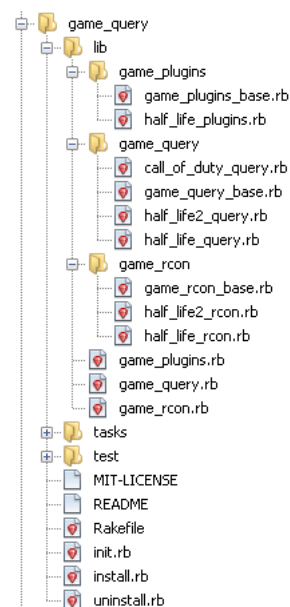 game_query
lib
game_plugins
game_plugins_base.rb
half_life_plugins.rb
game_query
call_of_duty_query.rb
game_query_base.rb
half_life2_query.rb
half_life_query.rb
game_rcon
game_rcon_base.rb
half_life2_rcon.rb
half_life_rcon.rb
game_plugins.rb
game_query.rb
game_rcon.rb
tasks
test
MIT-LICENSE
README
Rakefile
init.rb
install.rb
uninstall.rb